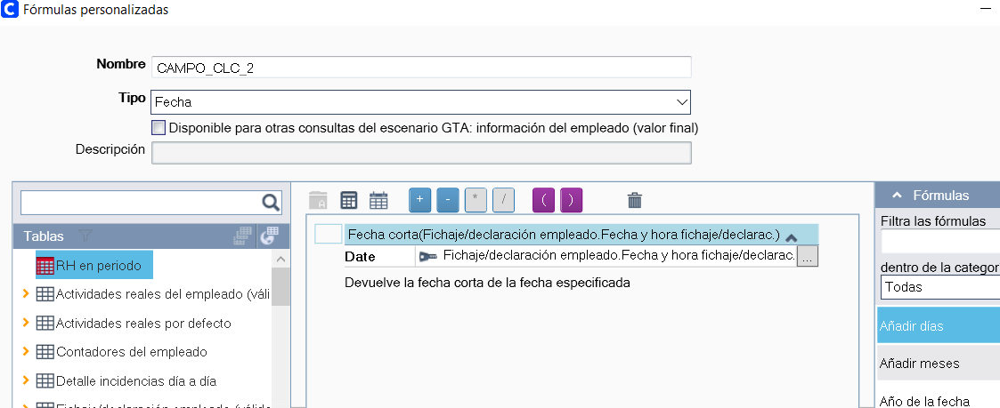 C Fórmulas personalizadas
Nombre CAMPO_CLC_2
Tipo Fecha
Disponible para otras consultas del escenario GTA: información del empleado (valor final)
Descripción
+ - * / ( )
Tablas
RH en periodo
Actividades reales del empleado (váli
Actividades reales por defecto
Contadores del empleado
Detalle incidencias día a día
Fecha corta(Fichaje/declaración empleado.Fecha y hora fichaje/declarac.)
Date Fichaje/declaración empleado.Fecha y hora fichaje/declarac. ...
Devuelve la fecha corta de la fecha especificada
Fórmulas
Filtra las fórmulas
dentro de la categor
Todas
Añadir días
Añadir meses
Año de la fecha